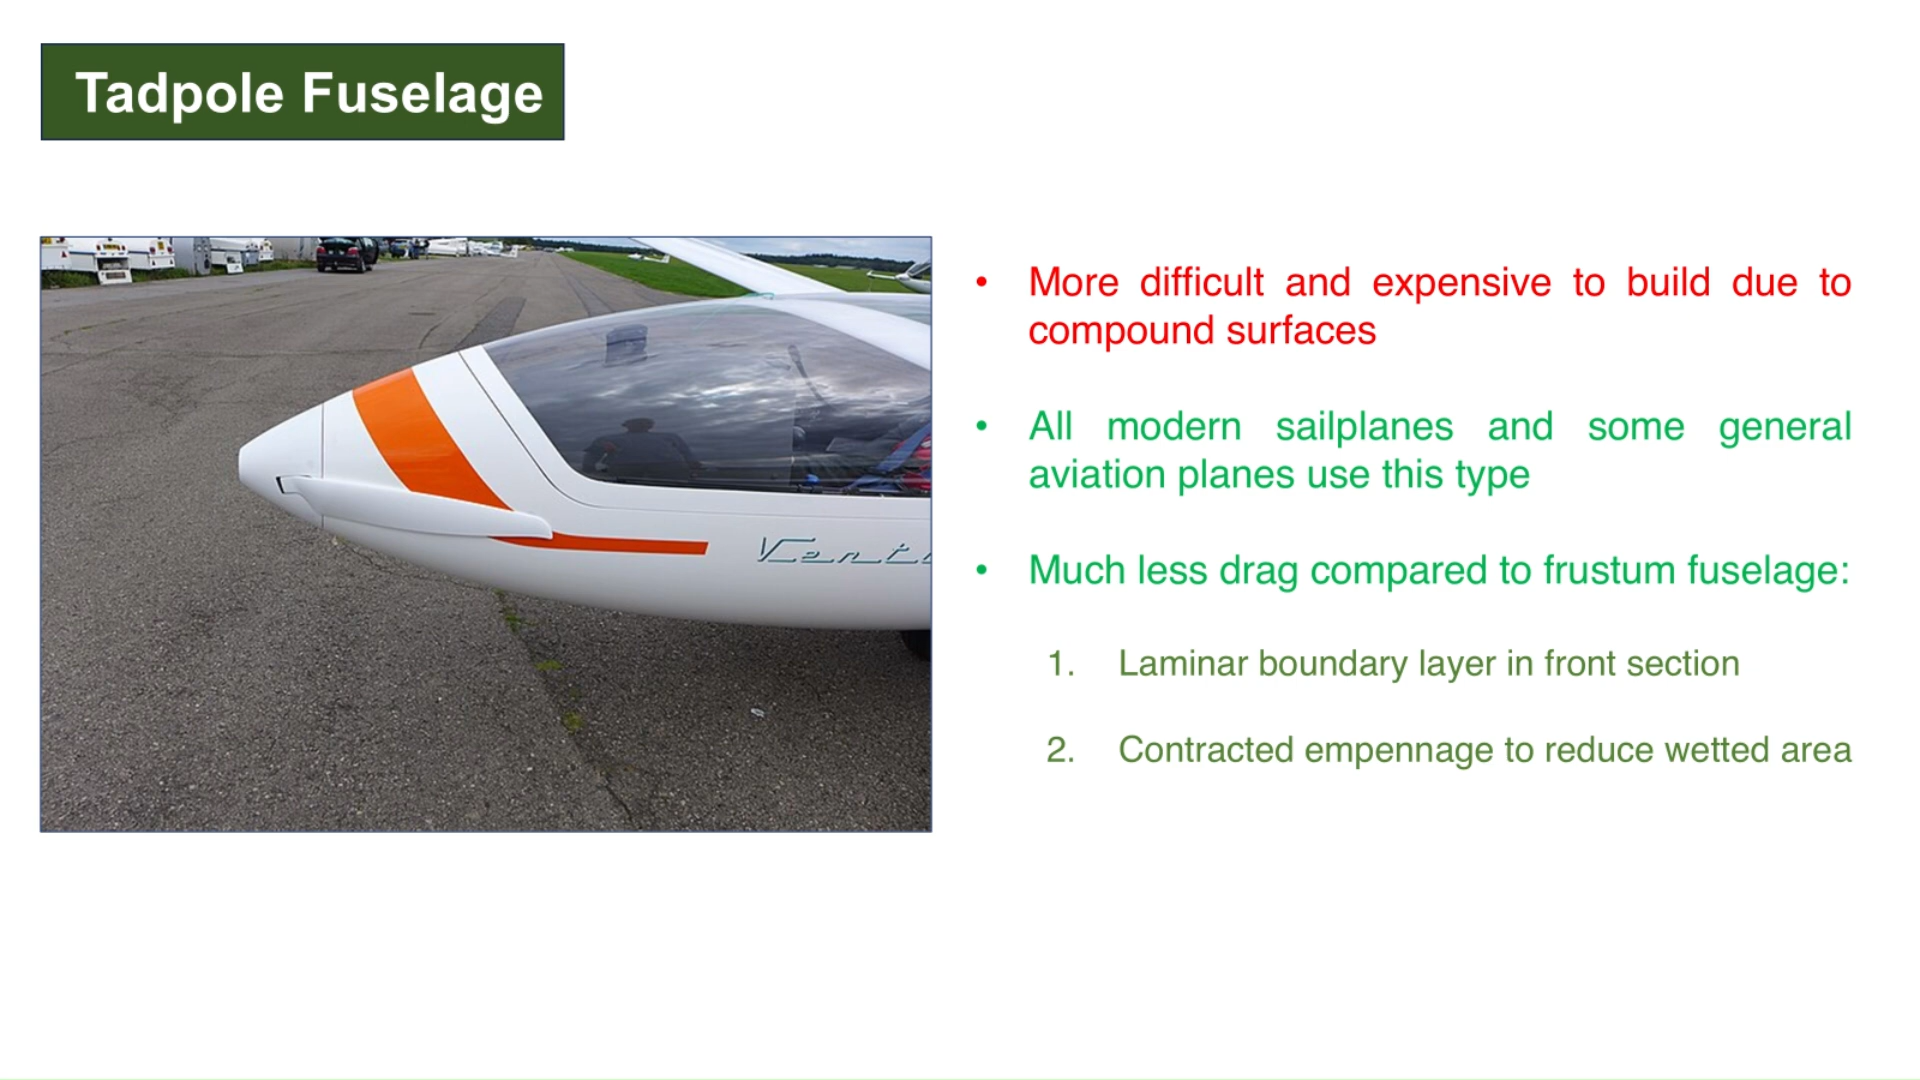 Tadpole Fuselage
• More difficult and expensive to build due to
compound surfaces
• All modern sailplanes and some general
aviation planes use this type
• Much less drag compared to frustum fuselage:
1. Laminar boundary layer in front section
2. Contracted empennage to reduce wetted area